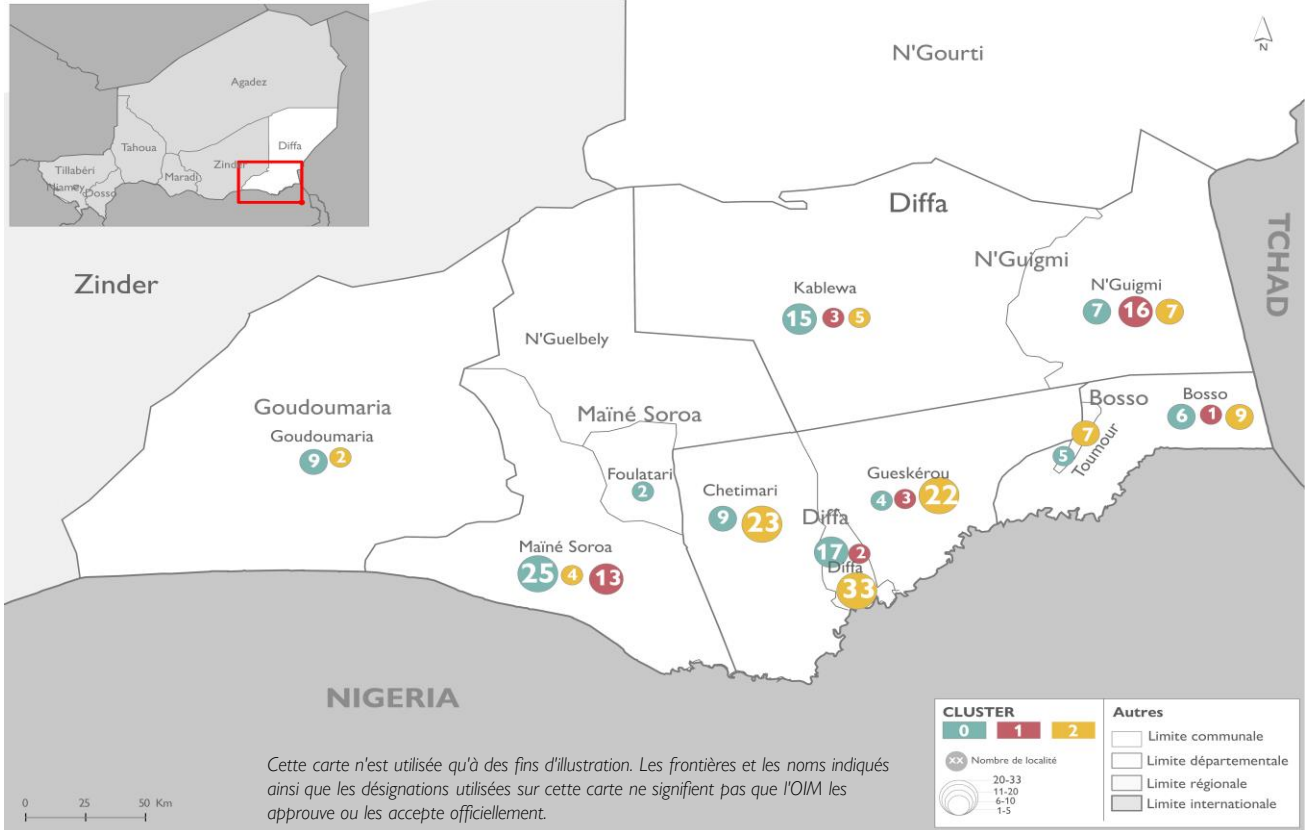 Agadez
Tahoua
Diffa
Tillabéri
Zinder
Maradi
Niamey
Dosso
N'Gourti
N
Zinder
Diffa
TCHAD
N'Guigmi
Kablewa
15 3 5
N'Guigmi
7 16 7
N'Guelbely
Goudoumaria
Goudoumaria
9 2
Maïné Soroa
Foulatari
2
Bosso
Bosso
6 1 9
7
5
Toumour
Gueskérou
4 3 22
Chetimari
9 23
Diffa
17 2
Diffa
33
Maïné Soroa
25 4 13
NIGERIA
Cette carte n'est utilisée qu'à des fins d'illustration. Les frontières et les noms indiqués
ainsi que les désignations utilisées sur cette carte ne signifient pas que l'OIM les
approuve ou les accepte officiellement.
0 25 50 Km
CLUSTER
0 1 2
XX Nombre de localité
20-33
11-20
6-10
1-5
Autres
Limite communale
Limite départementale
Limite régionale
Limite internationale